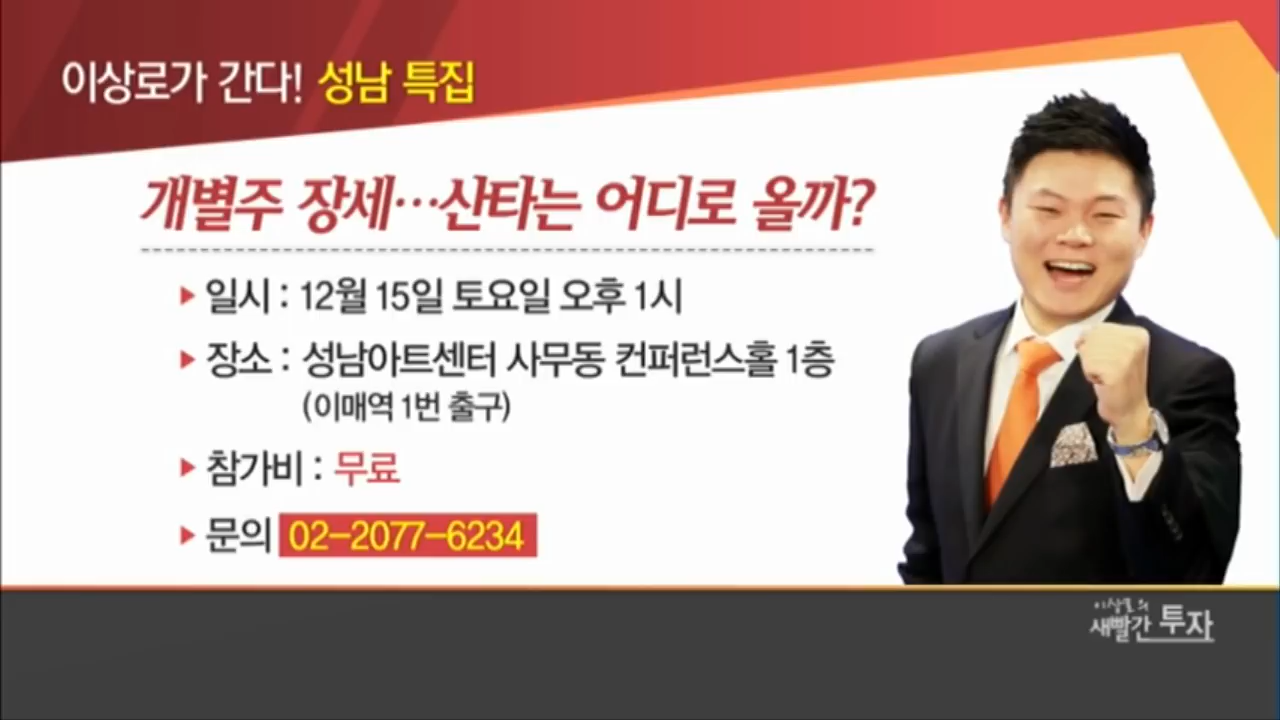 이상로가 간다! 성남 특집
개별주 장세…산타는 어디로 올까?
▶ 일시 : 12월 15일 토요일 오후 1시
▶ 장소 : 성남아트센터 사무동 컨퍼런스홀 1층
(이매역 1번 출구)
▶ 참가비 : 무료
▶ 문의 02-2077-6234
이상로의
새빨간 투자